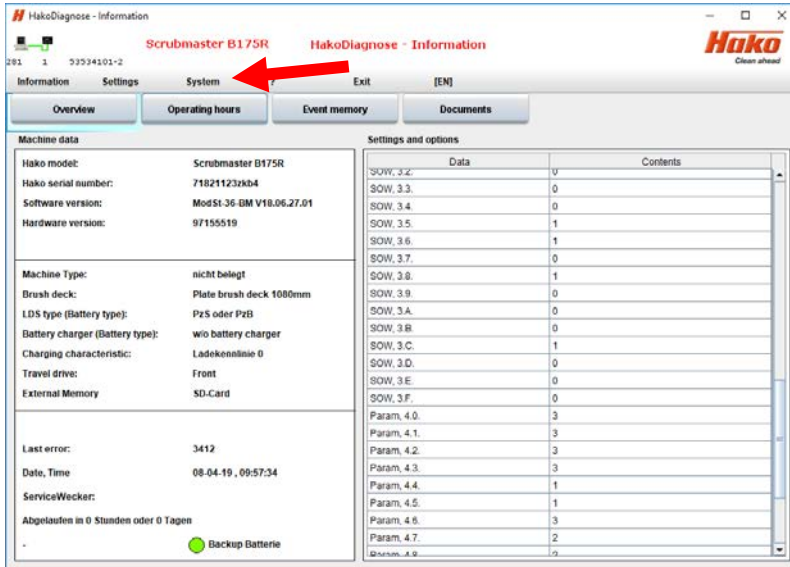 HakoDiagnose - Information
Scrubmaster B175R HakoDiagnose - Information
Hako
Clean ahead
281 1 53534101-2
Information Settings System ? Exit [EN]
Overview Operating hours Event memory Documents
Machine data
Hako model: Scrubmaster B175R
Hako serial number: 71821123zkb4
Software version: ModSt-36-BM V18.06.27.01
Hardware version: 97155519
Machine Type: nicht belegt
Brush deck: Plate brush deck 1080mm
LDS type (Battery type): PzS oder PzB
Battery charger (Battery type): w/o battery charger
Charging characteristic: Ladekennlinie 0
Travel drive: Front
External Memory SD-Card
Last error: 3412
Date, Time 08-04-19 , 09:57:34
ServiceWecker:
Abgelaufen in 0 Stunden oder 0 Tagen
- Backup Batterie
Settings and options
Data Contents
SOW, 3.2. 0
SOW, 3.3. 0
SOW, 3.4. 0
SOW, 3.5. 1
SOW, 3.6. 1
SOW, 3.7. 0
SOW, 3.8. 1
SOW, 3.9. 0
SOW, 3.A. 0
SOW, 3.B. 0
SOW, 3.C. 1
SOW, 3.D. 0
SOW, 3.E. 0
SOW, 3.F. 0
Param, 4.0. 3
Param, 4.1. 3
Param, 4.2. 3
Param, 4.3. 3
Param, 4.4. 1
Param, 4.5. 1
Param, 4.6. 3
Param, 4.7. 2
Param, 4.8. 2